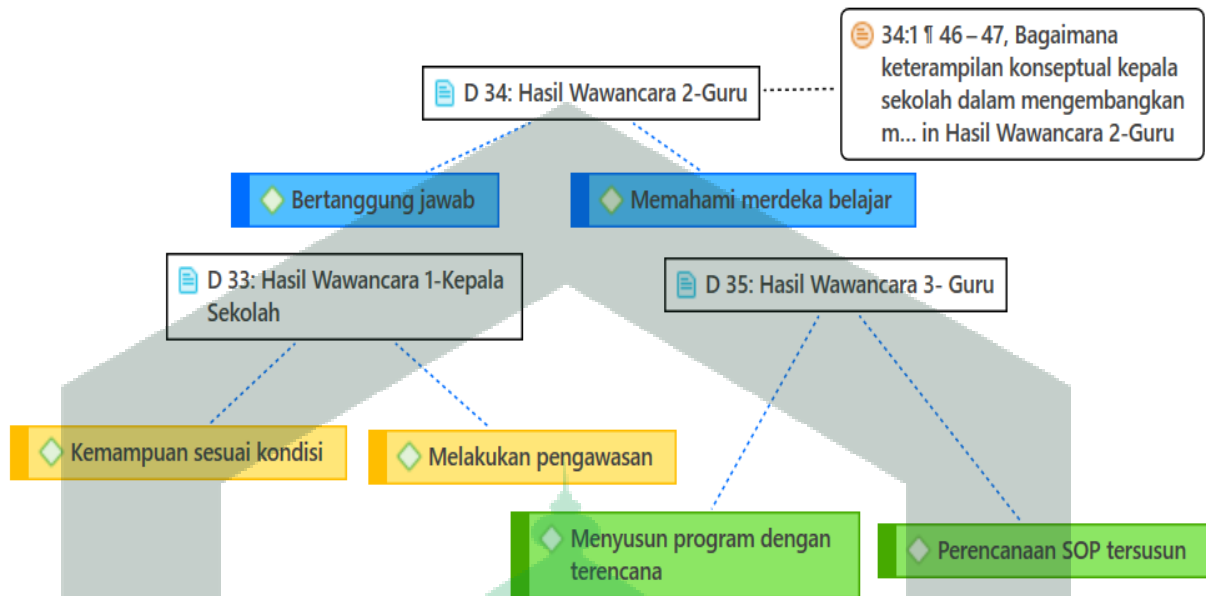 34:1 ¶ 46 – 47, Bagaimana
keterampilan konseptual kepala
sekolah dalam mengembangkan
m... in Hasil Wawancara 2-Guru
D 34: Hasil Wawancara 2-Guru
Bertanggung jawab
Memahami merdeka belajar
D 33: Hasil Wawancara 1-Kepala
Sekolah
D 35: Hasil Wawancara 3- Guru
Kemampuan sesuai kondisi
Melakukan pengawasan
Menyusun program dengan
terencana
Perencanaan SOP tersusun